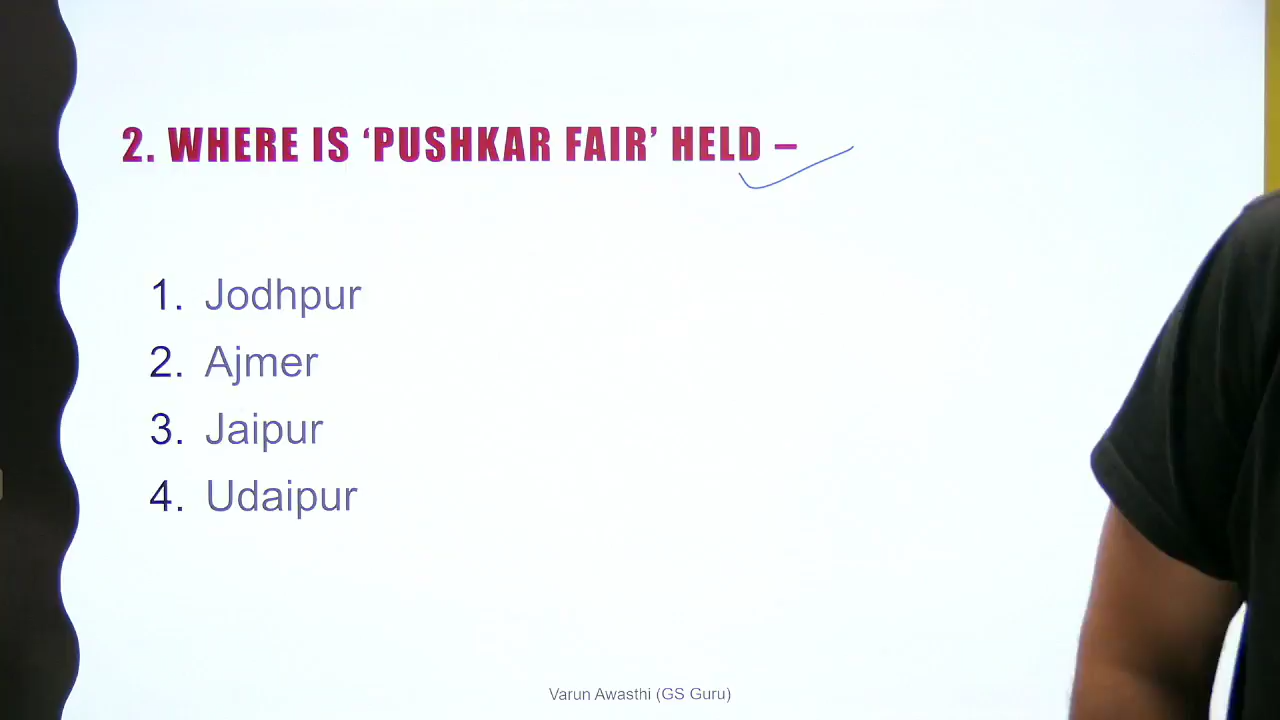 2. WHERE IS ‘PUSHKAR FAIR’ HELD –
1. Jodhpur
2. Ajmer
3. Jaipur
4. Udaipur
Varun Awasthi (GS Guru)